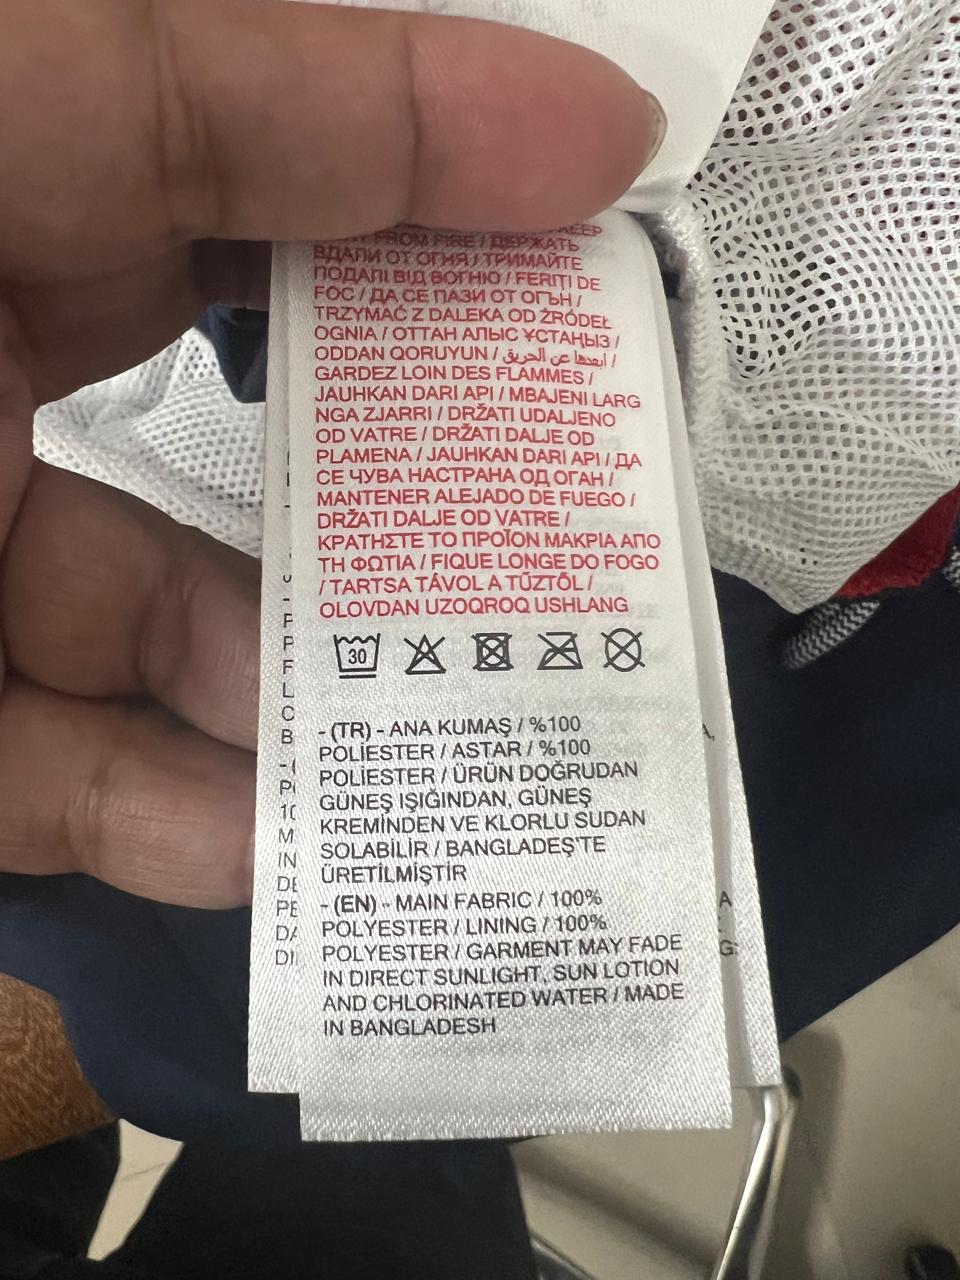 KEEP
FROM FIRE / ДЕРЖАТЬ
ВДАЛИ ОТ ОГНЯ / ТРИМАЙТЕ
ПОДАЛІ ВІД ВОГНЮ / FERIȚI DE
FOC / ДА СЕ ПАЗИ ОТ ОГЪН /
TRZYMAĆ Z DALEKA OD ŹRÓDEŁ
OGNIA / ОТТАН АЛЫС ҰСТАҢЫЗ /
ODDAN QORUYUN / أبعدها عن الحريق /
GARDEZ LOIN DES FLAMMES /
JAUHKAN DARI API / MBAJENI LARG
NGA ZJARRI / DRŽATI UDALJENO
OD VATRE / DRŽATI DALJE OD
PLAMENA / JAUHKAN DARI API / ДА
СЕ ЧУВА НАСТРАНА ОД ОГАН /
MANTENER ALEJADO DE FUEGO /
DRŽATI DALJE OD VATRE /
ΚΡΑΤΗΣΤΕ ΤΟ ΠΡΟΪΟΝ ΜΑΚΡΙΑ ΑΠΟ
ΤΗ ΦΩΤΙΑ / FIQUE LONGE DO FOGO
/ TARTSA TÁVOL A TŰZTŐL /
OLOVDAN UZOQROQ USHLANG
30
- (TR) - ANA KUMAŞ / %100
POLİESTER / ASTAR / %100
POLİESTER / ÜRÜN DOĞRUDAN
GÜNEŞ IŞIĞINDAN, GÜNEŞ
KREMİNDEN VE KLORLU SUDAN
SOLABİLİR / BANGLADEŞ'TE
ÜRETİLMİŞTİR
- (EN) - MAIN FABRIC / 100%
POLYESTER / LINING / 100%
POLYESTER / GARMENT MAY FADE
IN DIRECT SUNLIGHT, SUN LOTION
AND CHLORINATED WATER / MADE
IN BANGLADESH